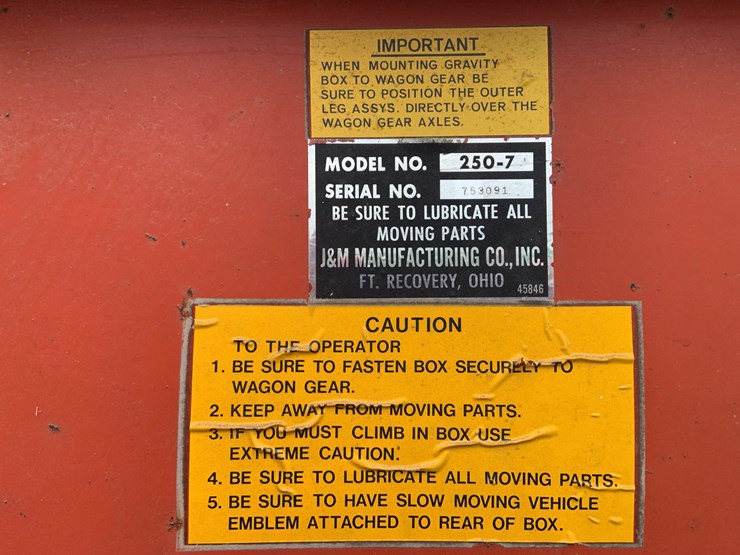 IMPORTANT
WHEN MOUNTING GRAVITY
BOX TO WAGON GEAR BE
SURE TO POSITION THE OUTER
LEG ASSYS. DIRECTLY OVER THE
WAGON GEAR AXLES.
MODEL NO. 250-7
SERIAL NO. 753091
BE SURE TO LUBRICATE ALL
MOVING PARTS
J&M MANUFACTURING CO., INC.
FT. RECOVERY, OHIO 45846
CAUTION
TO THE OPERATOR
1. BE SURE TO FASTEN BOX SECURELY TO
WAGON GEAR.
2. KEEP AWAY FROM MOVING PARTS.
3. IF YOU MUST CLIMB IN BOX USE
EXTREME CAUTION.
4. BE SURE TO LUBRICATE ALL MOVING PARTS.
5. BE SURE TO HAVE SLOW MOVING VEHICLE
EMBLEM ATTACHED TO REAR OF BOX.